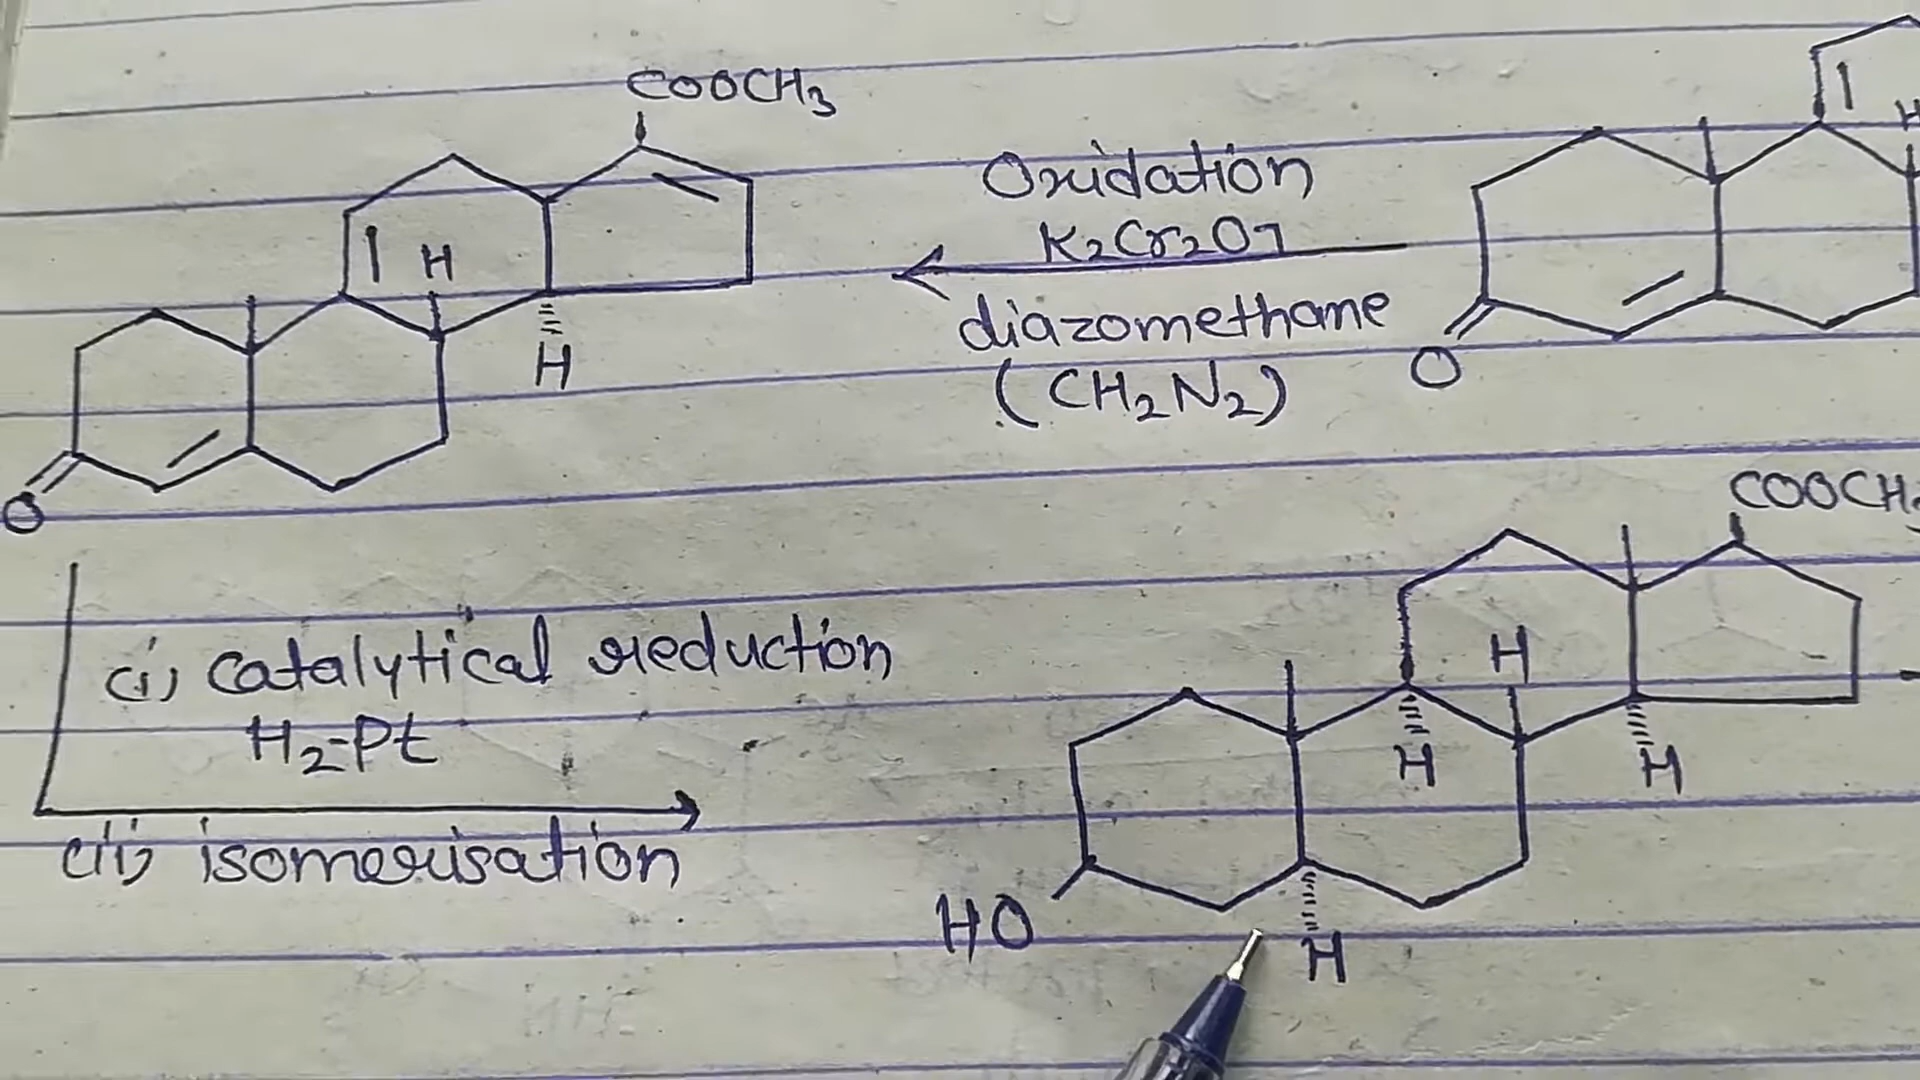 COOCH3
Oxidation
K2Cr2O7
diazomethane
(CH2N2)
H
H
O
H
O
COOCH3
(i) catalytical reduction
H2-Pt
(ii) isomerisation
H
H
H
HO
H